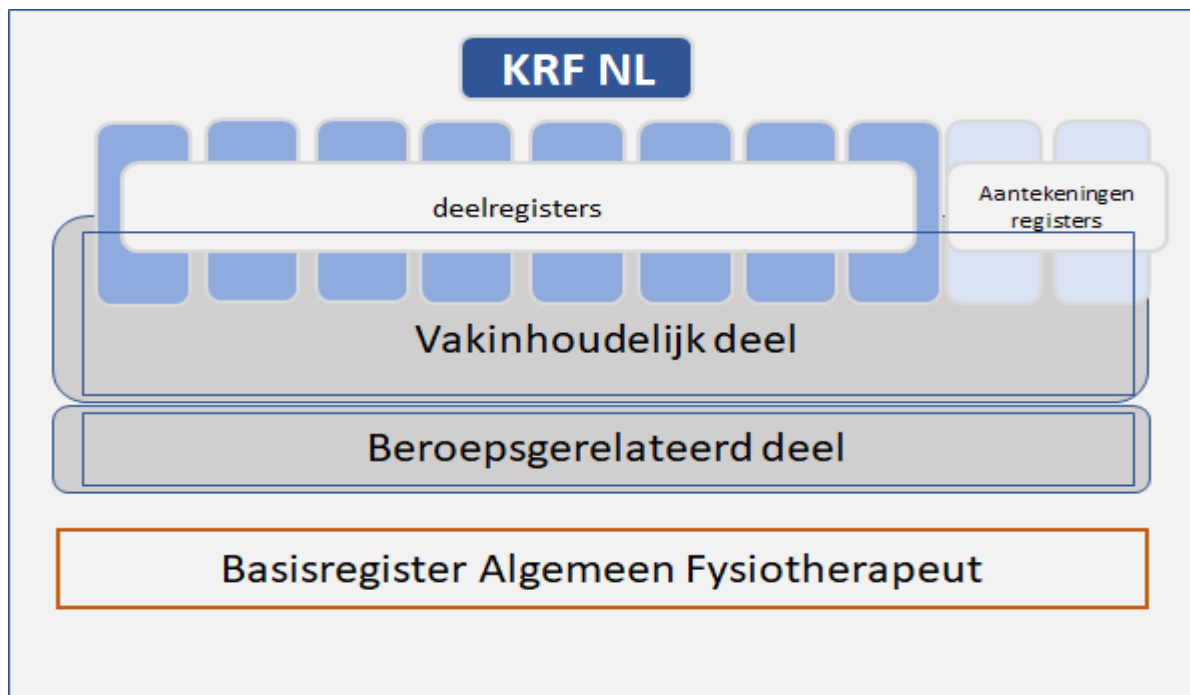 KRF NL
deelregisters
Aantekeningen
registers
Vakinhoudelijk deel
Beroepsgerelateerd deel
Basisregister Algemeen Fysiotherapeut